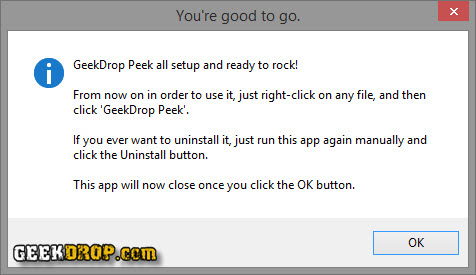 You're good to go.
GeekDrop Peek all setup and ready to rock!
From now on in order to use it, just right-click on any file, and then
click 'GeekDrop Peek'.
If you ever want to uninstall it, just run this app again manually and
click the Uninstall button.
This app will now close once you click the OK button.
OK
GEEKDROP.com